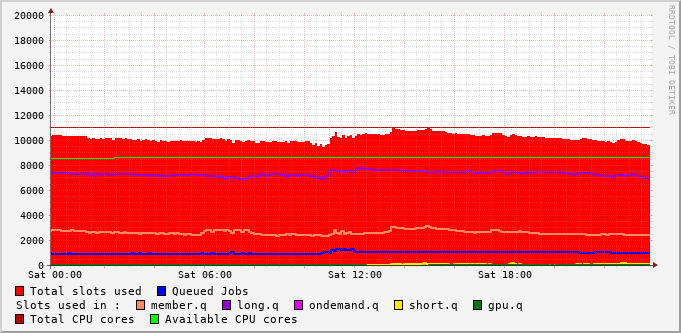 RRDTOOL / TOBI OETIKER
20000
18000
16000
14000
12000
10000
8000
6000
4000
2000
0
Sat 00:00 Sat 06:00 Sat 12:00 Sat 18:00
Total slots used Queued Jobs
Slots used in : member.q long.q ondemand.q short.q gpu.q
Total CPU cores Available CPU cores